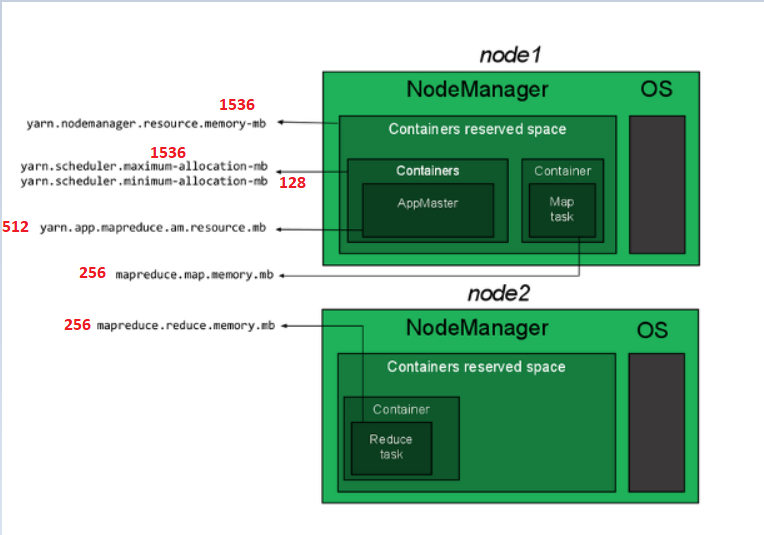 node1
NodeManager
OS
1536
yarn.nodemanager.resource.memory-mb
Containers reserved space
1536
yarn.scheduler.maximum-allocation-mb
yarn.scheduler.minimum-allocation-mb 128
Containers
Container
AppMaster
Map
task
512 yarn.app.mapreduce.am.resource.mb
256 mapreduce.map.memory.mb
node2
256 mapreduce.reduce.memory.mb
NodeManager
OS
Containers reserved space
Container
Reduce
task